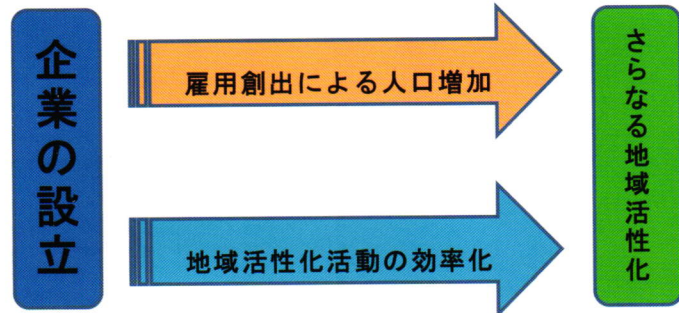 企業の設立
雇用創出による人口増加
地域活性化活動の効率化
さらなる地域活性化